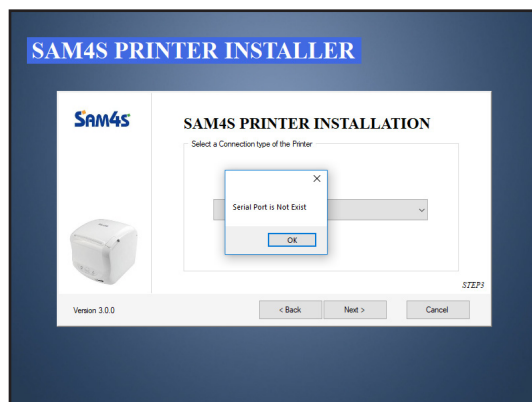 SAM4S PRINTER INSTALLER
SAM4S
SAM4S PRINTER INSTALLATION
Select a Connection type of the Printer
Serial Port is Not Exist
OK
STEP3
Version 3.0.0
< Back
Next >
Cancel